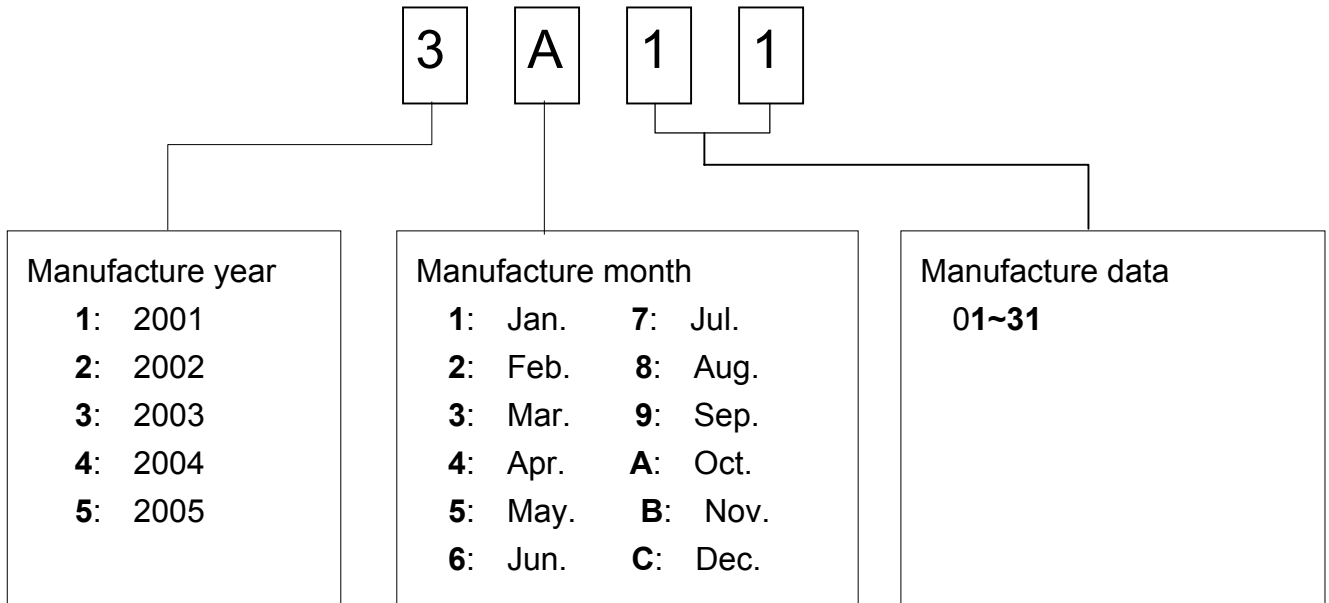 3 A 1 1
Manufacture year
1: 2001
2: 2002
3: 2003
4: 2004
5: 2005
Manufacture month
1: Jan. 7: Jul.
2: Feb. 8: Aug.
3: Mar. 9: Sep.
4: Apr. A: Oct.
5: May. B: Nov.
6: Jun. C: Dec.
Manufacture data
01~31